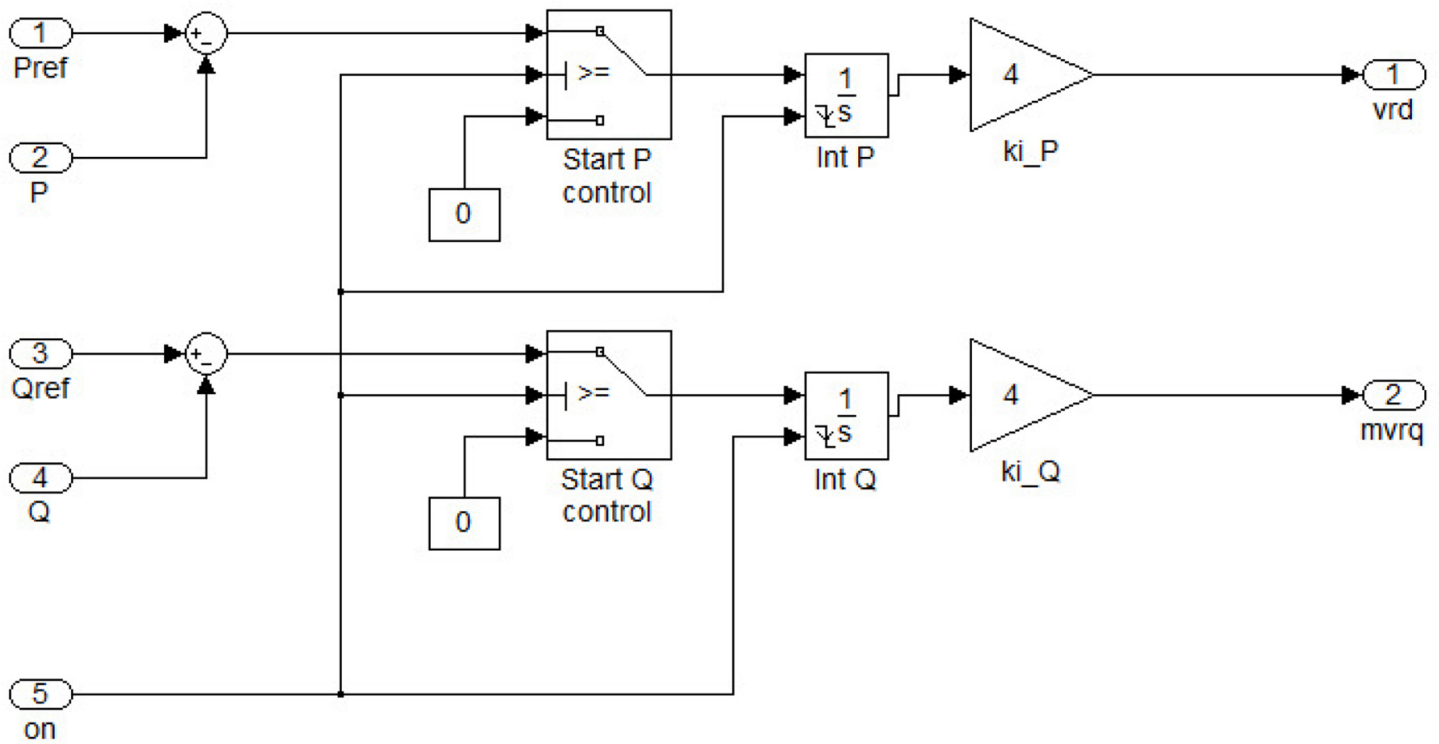 1
Pref
2
P
+
−
>=
0
Start P
control
1
s
Int P
4
ki_P
1
vrd
3
Qref
4
Q
+
−
>=
0
Start Q
control
1
s
Int Q
4
ki_Q
2
mvrq
5
on